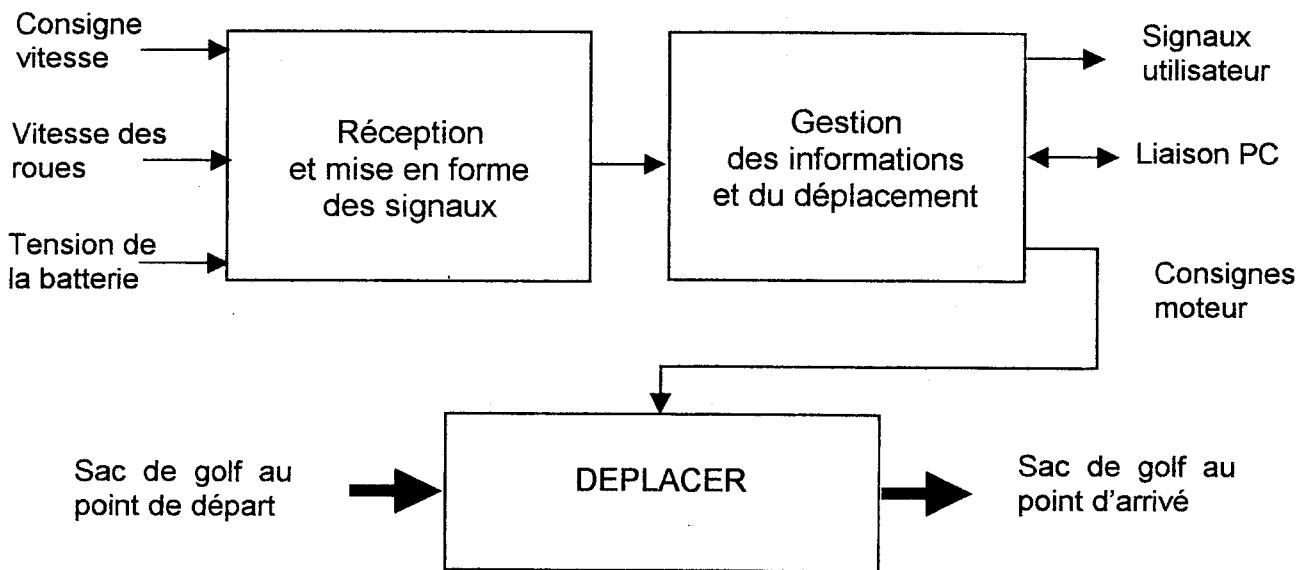 Consigne
vitesse
Vitesse des
roues
Tension de
la batterie
Réception
et mise en forme
des signaux
Gestion
des informations
et du déplacement
Signaux
utilisateur
Liaison PC
Consignes
moteur
Sac de golf au
point de départ
DEPLACER
Sac de golf au
point d'arrivé